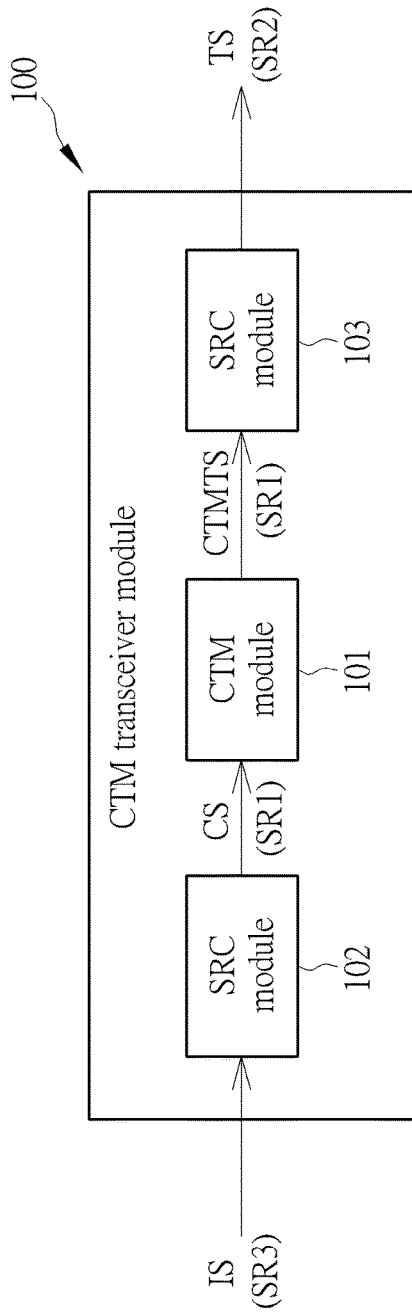 100
CTM transceiver module
IS
(SR3)
SRC
module
102
CS
(SR1)
CTM
module
101
CTMTS
(SR1)
SRC
module
103
TS
(SR2)